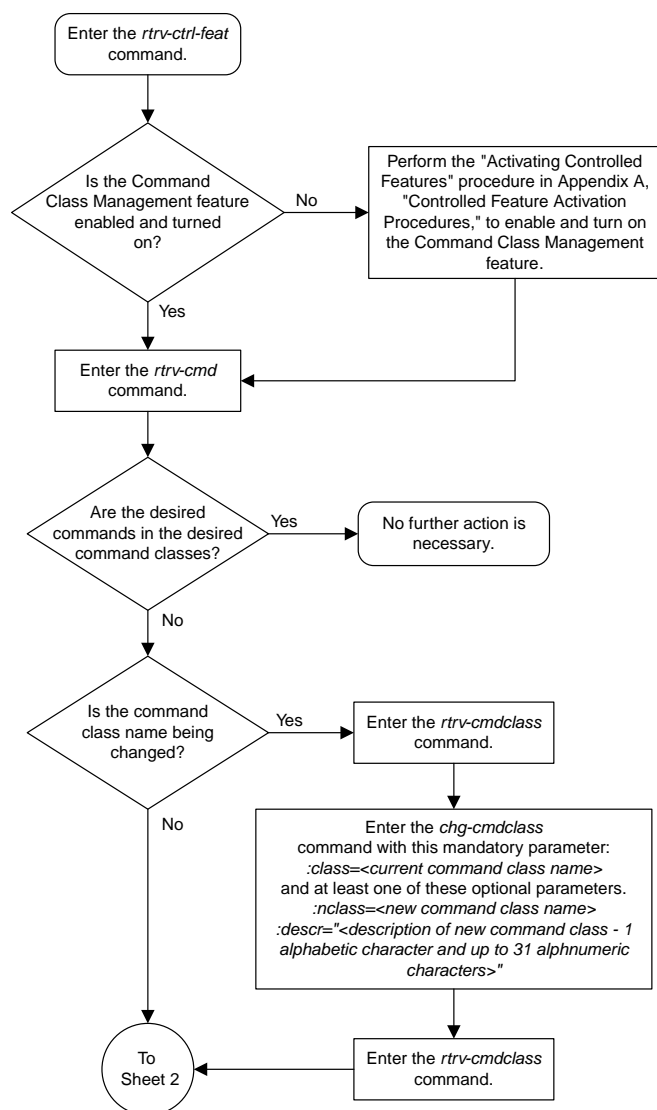 Enter the rtrv-ctrl-feat
command.
Is the Command
Class Management feature
enabled and turned
on?
No
Perform the "Activating Controlled
Features" procedure in Appendix A,
"Controlled Feature Activation
Procedures," to enable and turn on
the Command Class Management
feature.
Yes
Enter the rtrv-cmd
command.
Are the desired
commands in the desired
command classes?
Yes
No further action is
necessary.
No
Is the command
class name being
changed?
Yes
Enter the rtrv-cmdclass
command.
No
Enter the chg-cmdclass
command with this mandatory parameter:
:class=<current command class name>
and at least one of these optional parameters.
:nclass=<new command class name>
:descr="<description of new command class - 1
alphabetic character and up to 31 alphnumeric
characters>"
Enter the rtrv-cmdclass
command.
To
Sheet 2